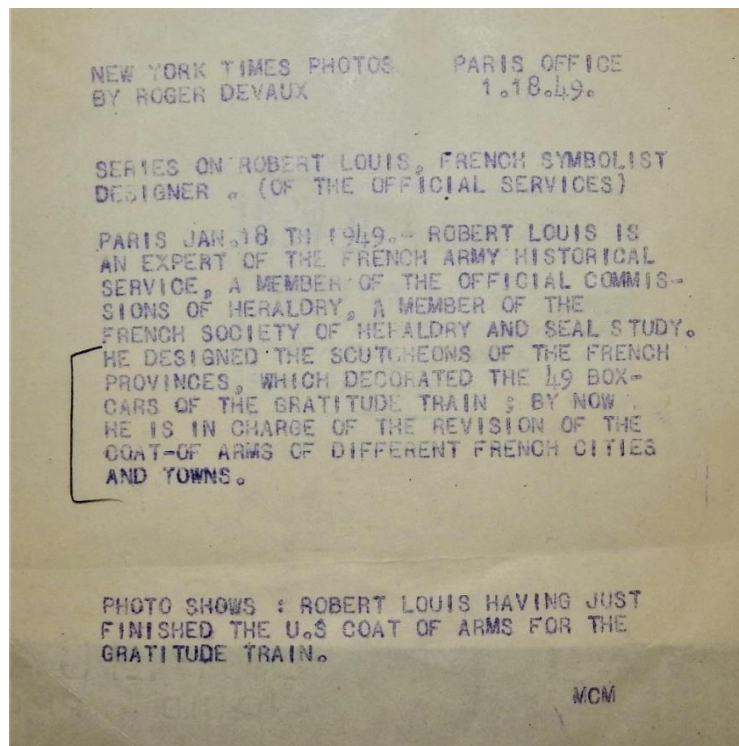 NEW YORK TIMES PHOTOS PARIS OFFICE
BY ROGER DEVAUX 1.18.49.
SERIES ON ROBERT LOUIS, FRENCH SYMBOLIST
DESIGNER . (OF THE OFFICIAL SERVICES)
PARIS JAN.18 TH 1949.- ROBERT LOUIS IS
AN EXPERT OF THE FRENCH ARMY HISTORICAL
SERVICE, A MEMBER OF THE OFFICIAL COMMIS-
SIONS OF HERALDRY, A MEMBER OF THE
FRENCH SOCIETY OF HERALDRY AND SEAL STUDY.
HE DESIGNED THE SCUTCHEONS OF THE FRENCH
PROVINCES, WHICH DECORATED THE 49 BOX-
CARS OF THE GRATITUDE TRAIN ; BY NOW
HE IS IN CHARGE OF THE REVISION OF THE
COAT-OF ARMS OF DIFFERENT FRENCH CITIES
AND TOWNS.
PHOTO SHOWS : ROBERT LOUIS HAVING JUST
FINISHED THE U.S COAT OF ARMS FOR THE
GRATITUDE TRAIN.
MCM